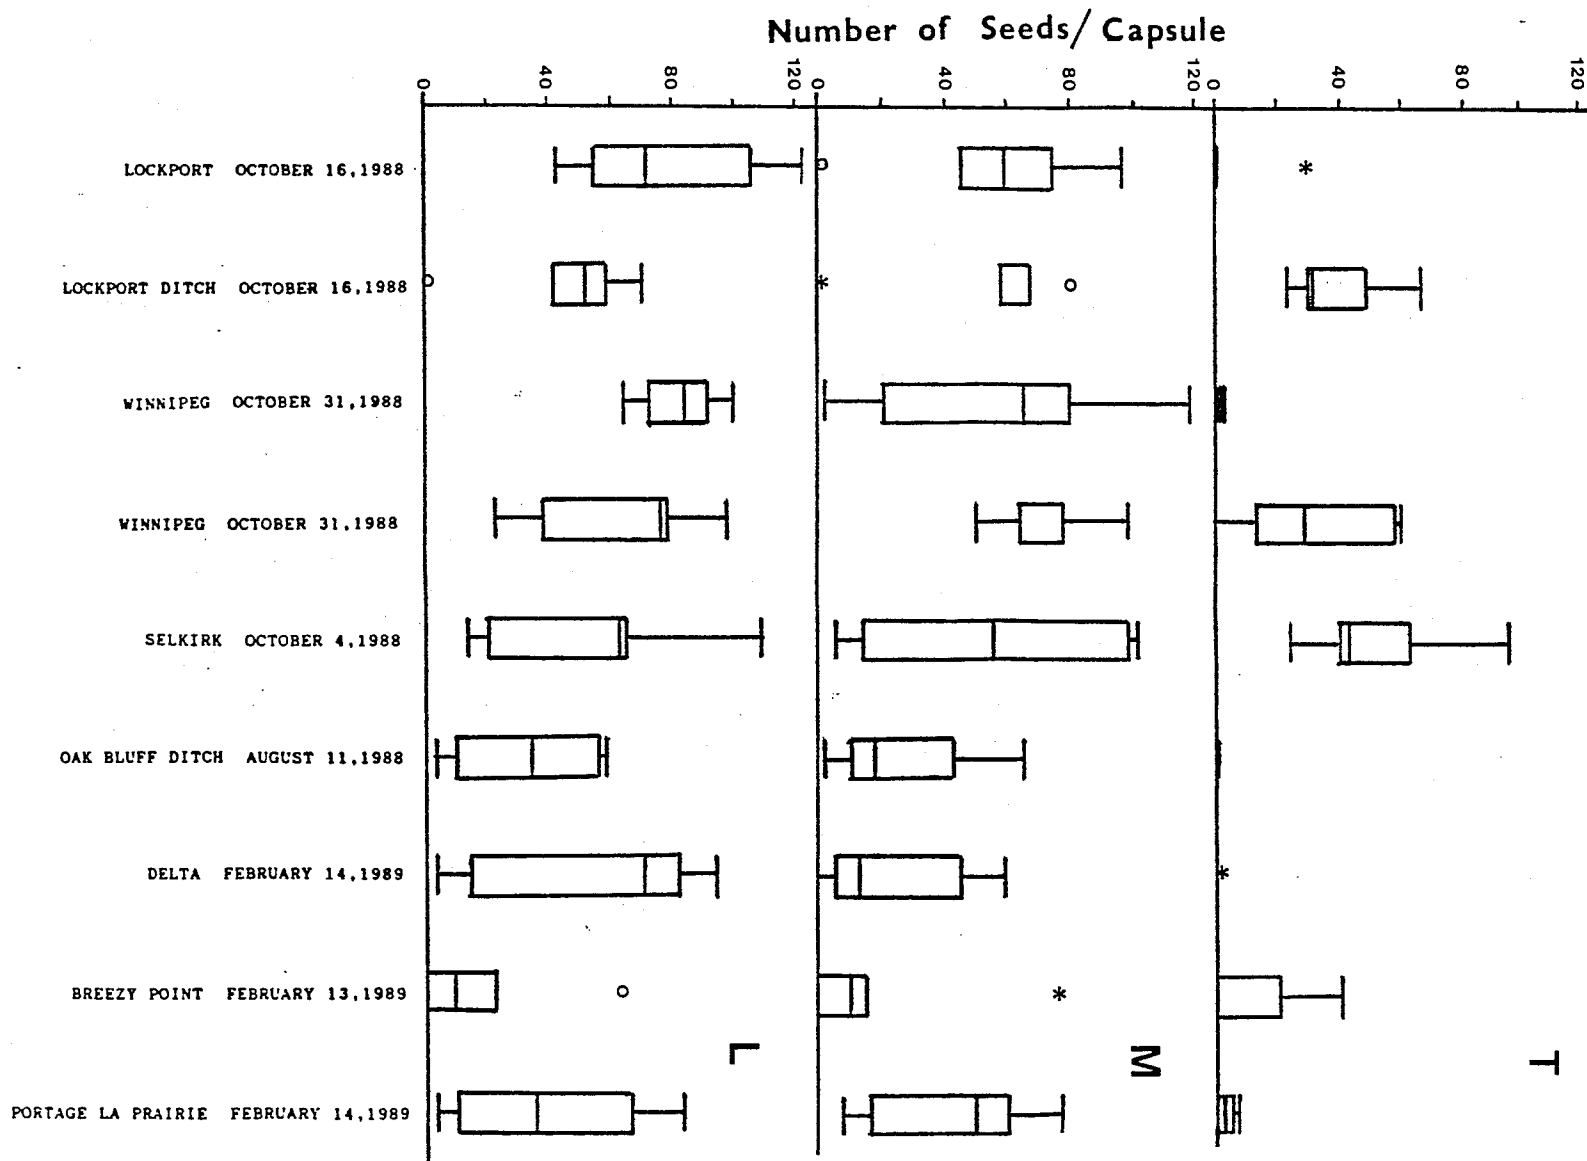 Number of Seeds/Capsule
0 40 80 120 0 40 80 120 0 40 80 120
LOCKPORT OCTOBER 16,1988
LOCKPORT DITCH OCTOBER 16,1988
WINNIPEG OCTOBER 31,1988
WINNIPEG OCTOBER 31,1988
SELKIRK OCTOBER 4,1988
OAK BLUFF DITCH AUGUST 11,1988
DELTA FEBRUARY 14,1989
BREEZY POINT FEBRUARY 13,1989
L M T
PORTAGE LA PRAIRIE FEBRUARY 14,1989